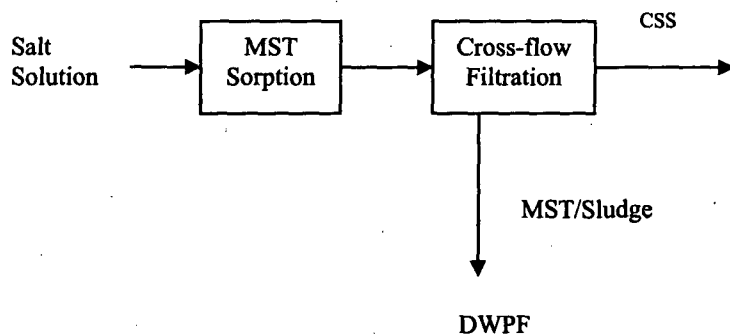 CSS
Salt
Solution
MST
Sorption
Cross-flow
Filtration
MST/Sludge
DWPF